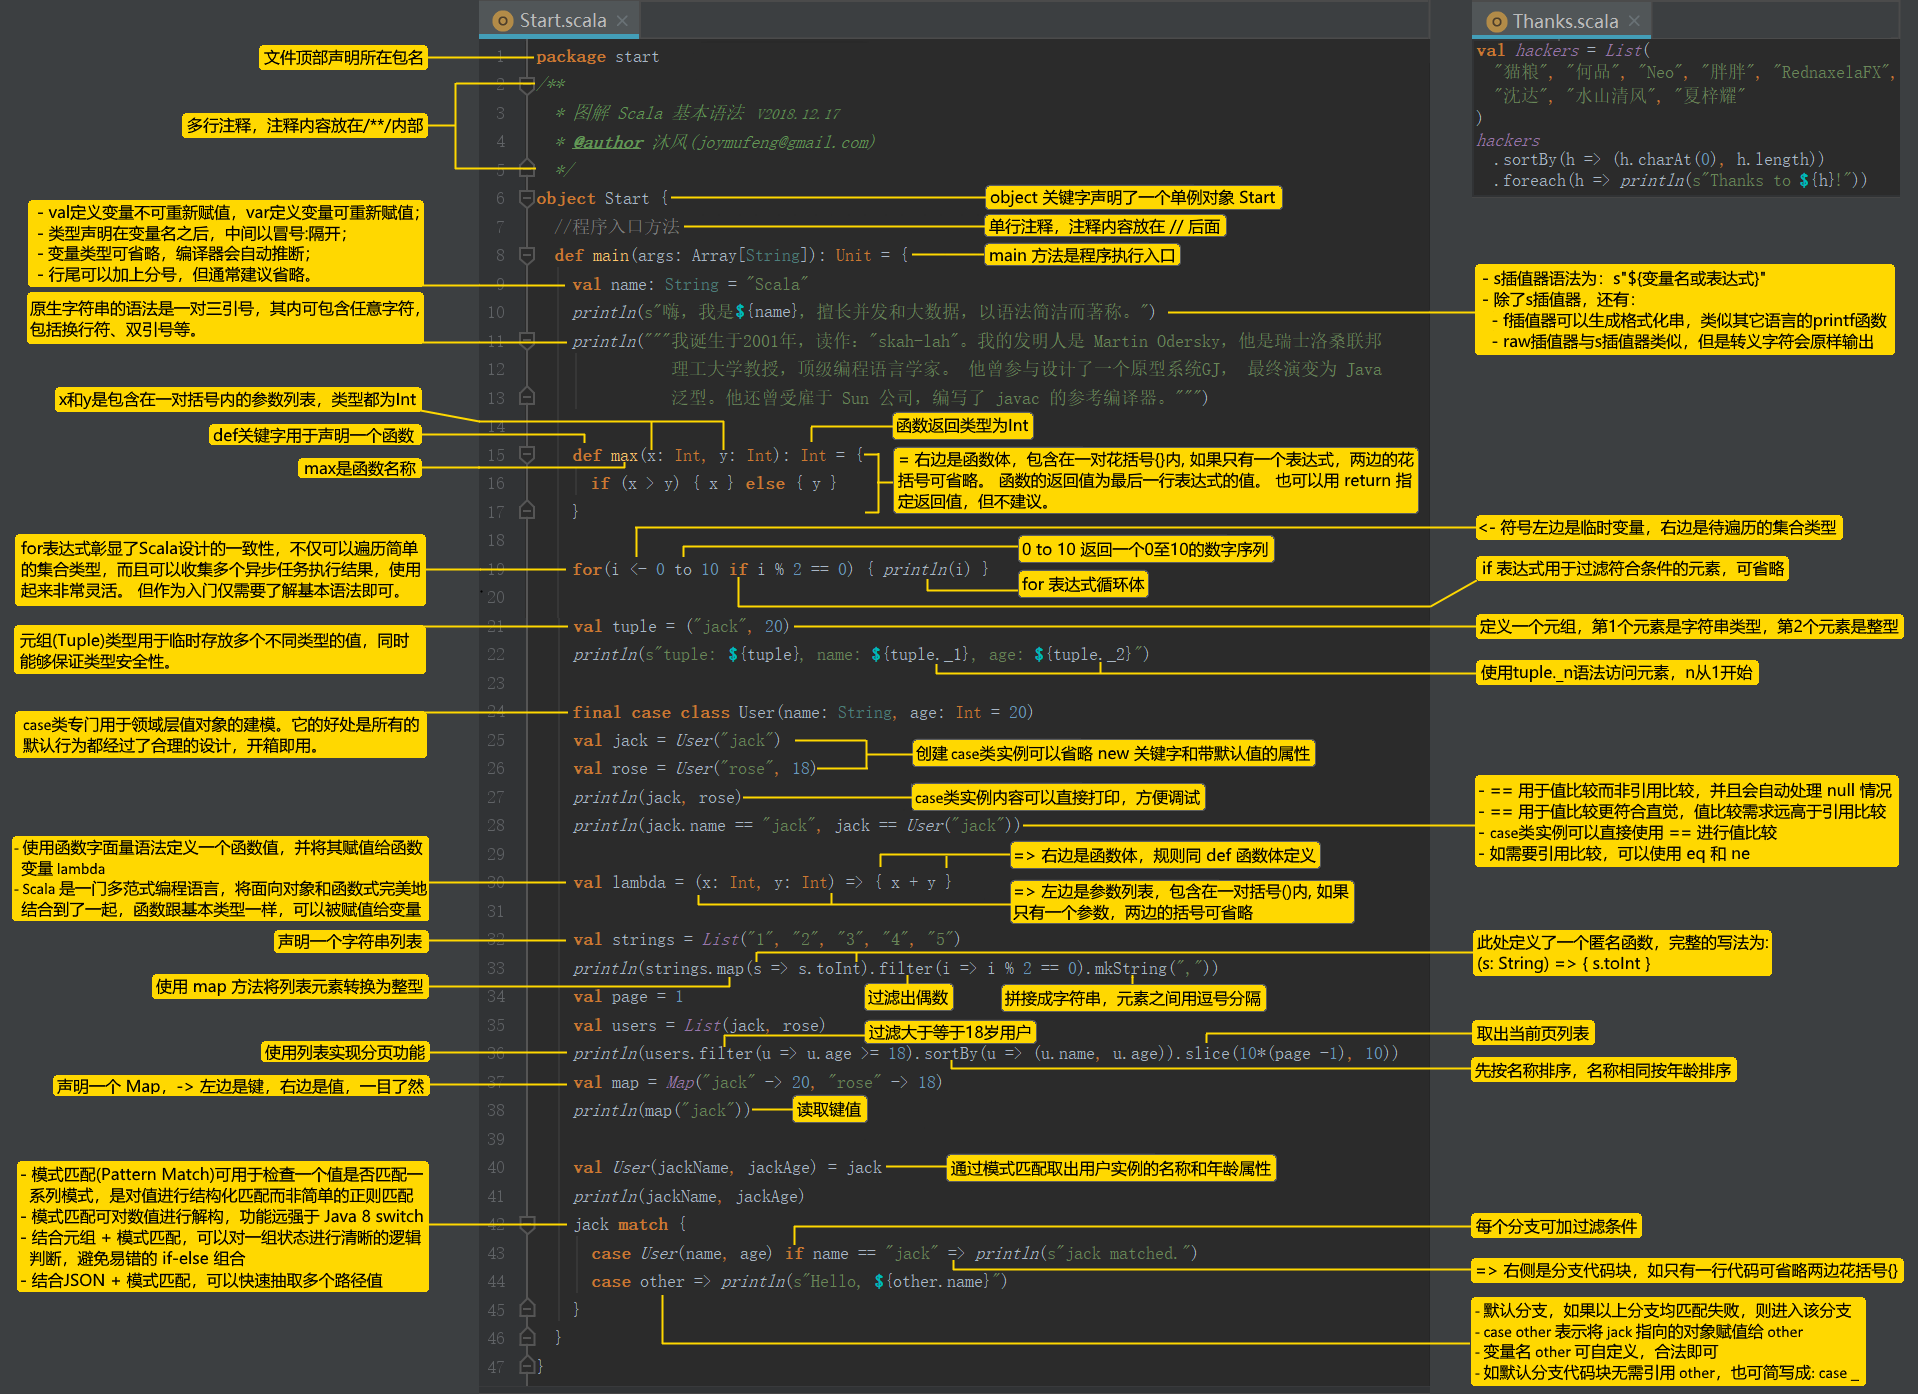 Start.scala
文件顶部声明所在包名
多行注释，注释内容放在/**/内部
1 package start
2 /**
3 * 图解 Scala 基本语法 V2018.12.17
4 * @author 沐风(joymufeng@gmail.com)
5 */
6 object Start {
object 关键字声明了一个单例对象 Start
7 //程序入口方法
单行注释，注释内容放在 // 后面
8 def main(args: Array[String]): Unit = {
main 方法是程序执行入口
- val定义变量不可重新赋值，var定义变量可重新赋值；
- 类型声明在变量名之后，中间以冒号:隔开；
- 变量类型可省略，编译器会自动推断；
- 行尾可以加上分号，但通常建议省略。
9 val name: String = "Scala"
10 println(s"嗨，我是${name}，擅长并发和大数据，以语法简洁而著称。")
原生字符串的语法是一对三引号，其内可包含任意字符，
包括换行符、双引号等。
11 println("""我诞生于2001年，读作："skah-lah"。我的发明人是 Martin Odersky，他是瑞士洛桑联邦
12 理工大学教授，顶级编程语言学家。 他曾参与设计了一个原型系统GJ， 最终演变为 Java
13 泛型。他还曾受雇于 Sun 公司，编写了 javac 的参考编译器。""")
14
x和y是包含在一对括号内的参数列表，类型都为Int
def关键字用于声明一个函数
max是函数名称
函数返回类型为Int
15 def max(x: Int, y: Int): Int = {
16 if (x > y) { x } else { y }
17 }
= 右边是函数体，包含在一对花括号{}内, 如果只有一个表达式，两边的花
括号可省略。 函数的返回值为最后一行表达式的值。 也可以用 return 指
定返回值，但不建议。
18
<- 符号左边是临时变量，右边是待遍历的集合类型
0 to 10 返回一个0至10的数字序列
for表达式彰显了Scala设计的一致性，不仅可以遍历简单
的集合类型，而且可以收集多个异步任务执行结果，使用
起来非常灵活。 但作为入门仅需要了解基本语法即可。
19 for(i <- 0 to 10 if i % 2 == 0) { println(i) }
if 表达式用于过滤符合条件的元素，可省略
for 表达式循环体
20
元组(Tuple)类型用于临时存放多个不同类型的值，同时
能够保证类型安全性。
21 val tuple = ("jack", 20)
定义一个元组，第1个元素是字符串类型，第2个元素是整型
22 println(s"tuple: ${tuple}, name: ${tuple._1}, age: ${tuple._2}")
使用tuple._n语法访问元素，n从1开始
23
case类专门用于领域层值对象的建模。它的好处是所有的
默认行为都经过了合理的设计，开箱即用。
24 final case class User(name: String, age: Int = 20)
25 val jack = User("jack")
26 val rose = User("rose", 18)
创建 case类实例可以省略 new 关键字和带默认值的属性
27 println(jack, rose)
case类实例内容可以直接打印，方便调试
28 println(jack.name == "jack", jack == User("jack"))
29
- 使用函数字面量语法定义一个函数值，并将其赋值给函数
变量 lambda
- Scala 是一门多范式编程语言，将面向对象和函数式完美地
结合到了一起，函数跟基本类型一样，可以被赋值给变量
=> 右边是函数体，规则同 def 函数体定义
30 val lambda = (x: Int, y: Int) => { x + y }
=> 左边是参数列表，包含在一对括号()内, 如果
只有一个参数，两边的括号可省略
31
声明一个字符串列表
32 val strings = List("1", "2", "3", "4", "5")
33 println(strings.map(s => s.toInt).filter(i => i % 2 == 0).mkString(","))
使用 map 方法将列表元素转换为整型
过滤出偶数
拼接成字符串，元素之间用逗号分隔
34 val page = 1
35 val users = List(jack, rose)
过滤大于等于18岁用户
使用列表实现分页功能
36 println(users.filter(u => u.age >= 18).sortBy(u => (u.name, u.age)).slice(10*(page -1), 10))
声明一个 Map，-> 左边是键，右边是值，一目了然
37 val map = Map("jack" -> 20, "rose" -> 18)
38 println(map("jack"))
读取键值
39
40 val User(jackName, jackAge) = jack
通过模式匹配取出用户实例的名称和年龄属性
41 println(jackName, jackAge)
- 模式匹配(Pattern Match)可用于检查一个值是否匹配一
系列模式，是对值进行结构化匹配而非简单的正则匹配
- 模式匹配可对数值进行解构，功能远强于 Java 8 switch
- 结合元组 + 模式匹配，可以对一组状态进行清晰的逻辑
判断，避免易错的 if-else 组合
- 结合JSON + 模式匹配，可以快速抽取多个路径值
42 jack match {
43 case User(name, age) if name == "jack" => println(s"jack matched.")
44 case other => println(s"Hello, ${other.name}")
45 }
46 }
47 }
Thanks.scala
val hackers = List(
"猫粮", "何品", "Neo", "胖胖", "RednaxelaFX",
"沈达", "水山清风", "夏梓耀"
)
hackers
.sortBy(h => (h.charAt(0), h.length))
.foreach(h => println(s"Thanks to ${h}!"))
- s插值器语法为：s"${变量名或表达式}"
- 除了s插值器，还有：
- f插值器可以生成格式化串，类似其它语言的printf函数
- raw插值器与s插值器类似，但是转义字符会原样输出
- == 用于值比较而非引用比较，并且会自动处理 null 情况
- == 用于值比较更符合直觉，值比较需求远高于引用比较
- case类实例可以直接使用 == 进行值比较
- 如需要引用比较，可以使用 eq 和 ne
此处定义了一个匿名函数，完整的写法为:
(s: String) => { s.toInt }
取出当前页列表
先按名称排序，名称相同按年龄排序
每个分支可加过滤条件
=> 右侧是分支代码块，如只有一行代码可省略两边花括号{}
- 默认分支，如果以上分支均匹配失败，则进入该分支
- case other 表示将 jack 指向的对象赋值给 other
- 变量名 other 可自定义，合法即可
- 如默认分支代码块无需引用 other，也可简写成: case _